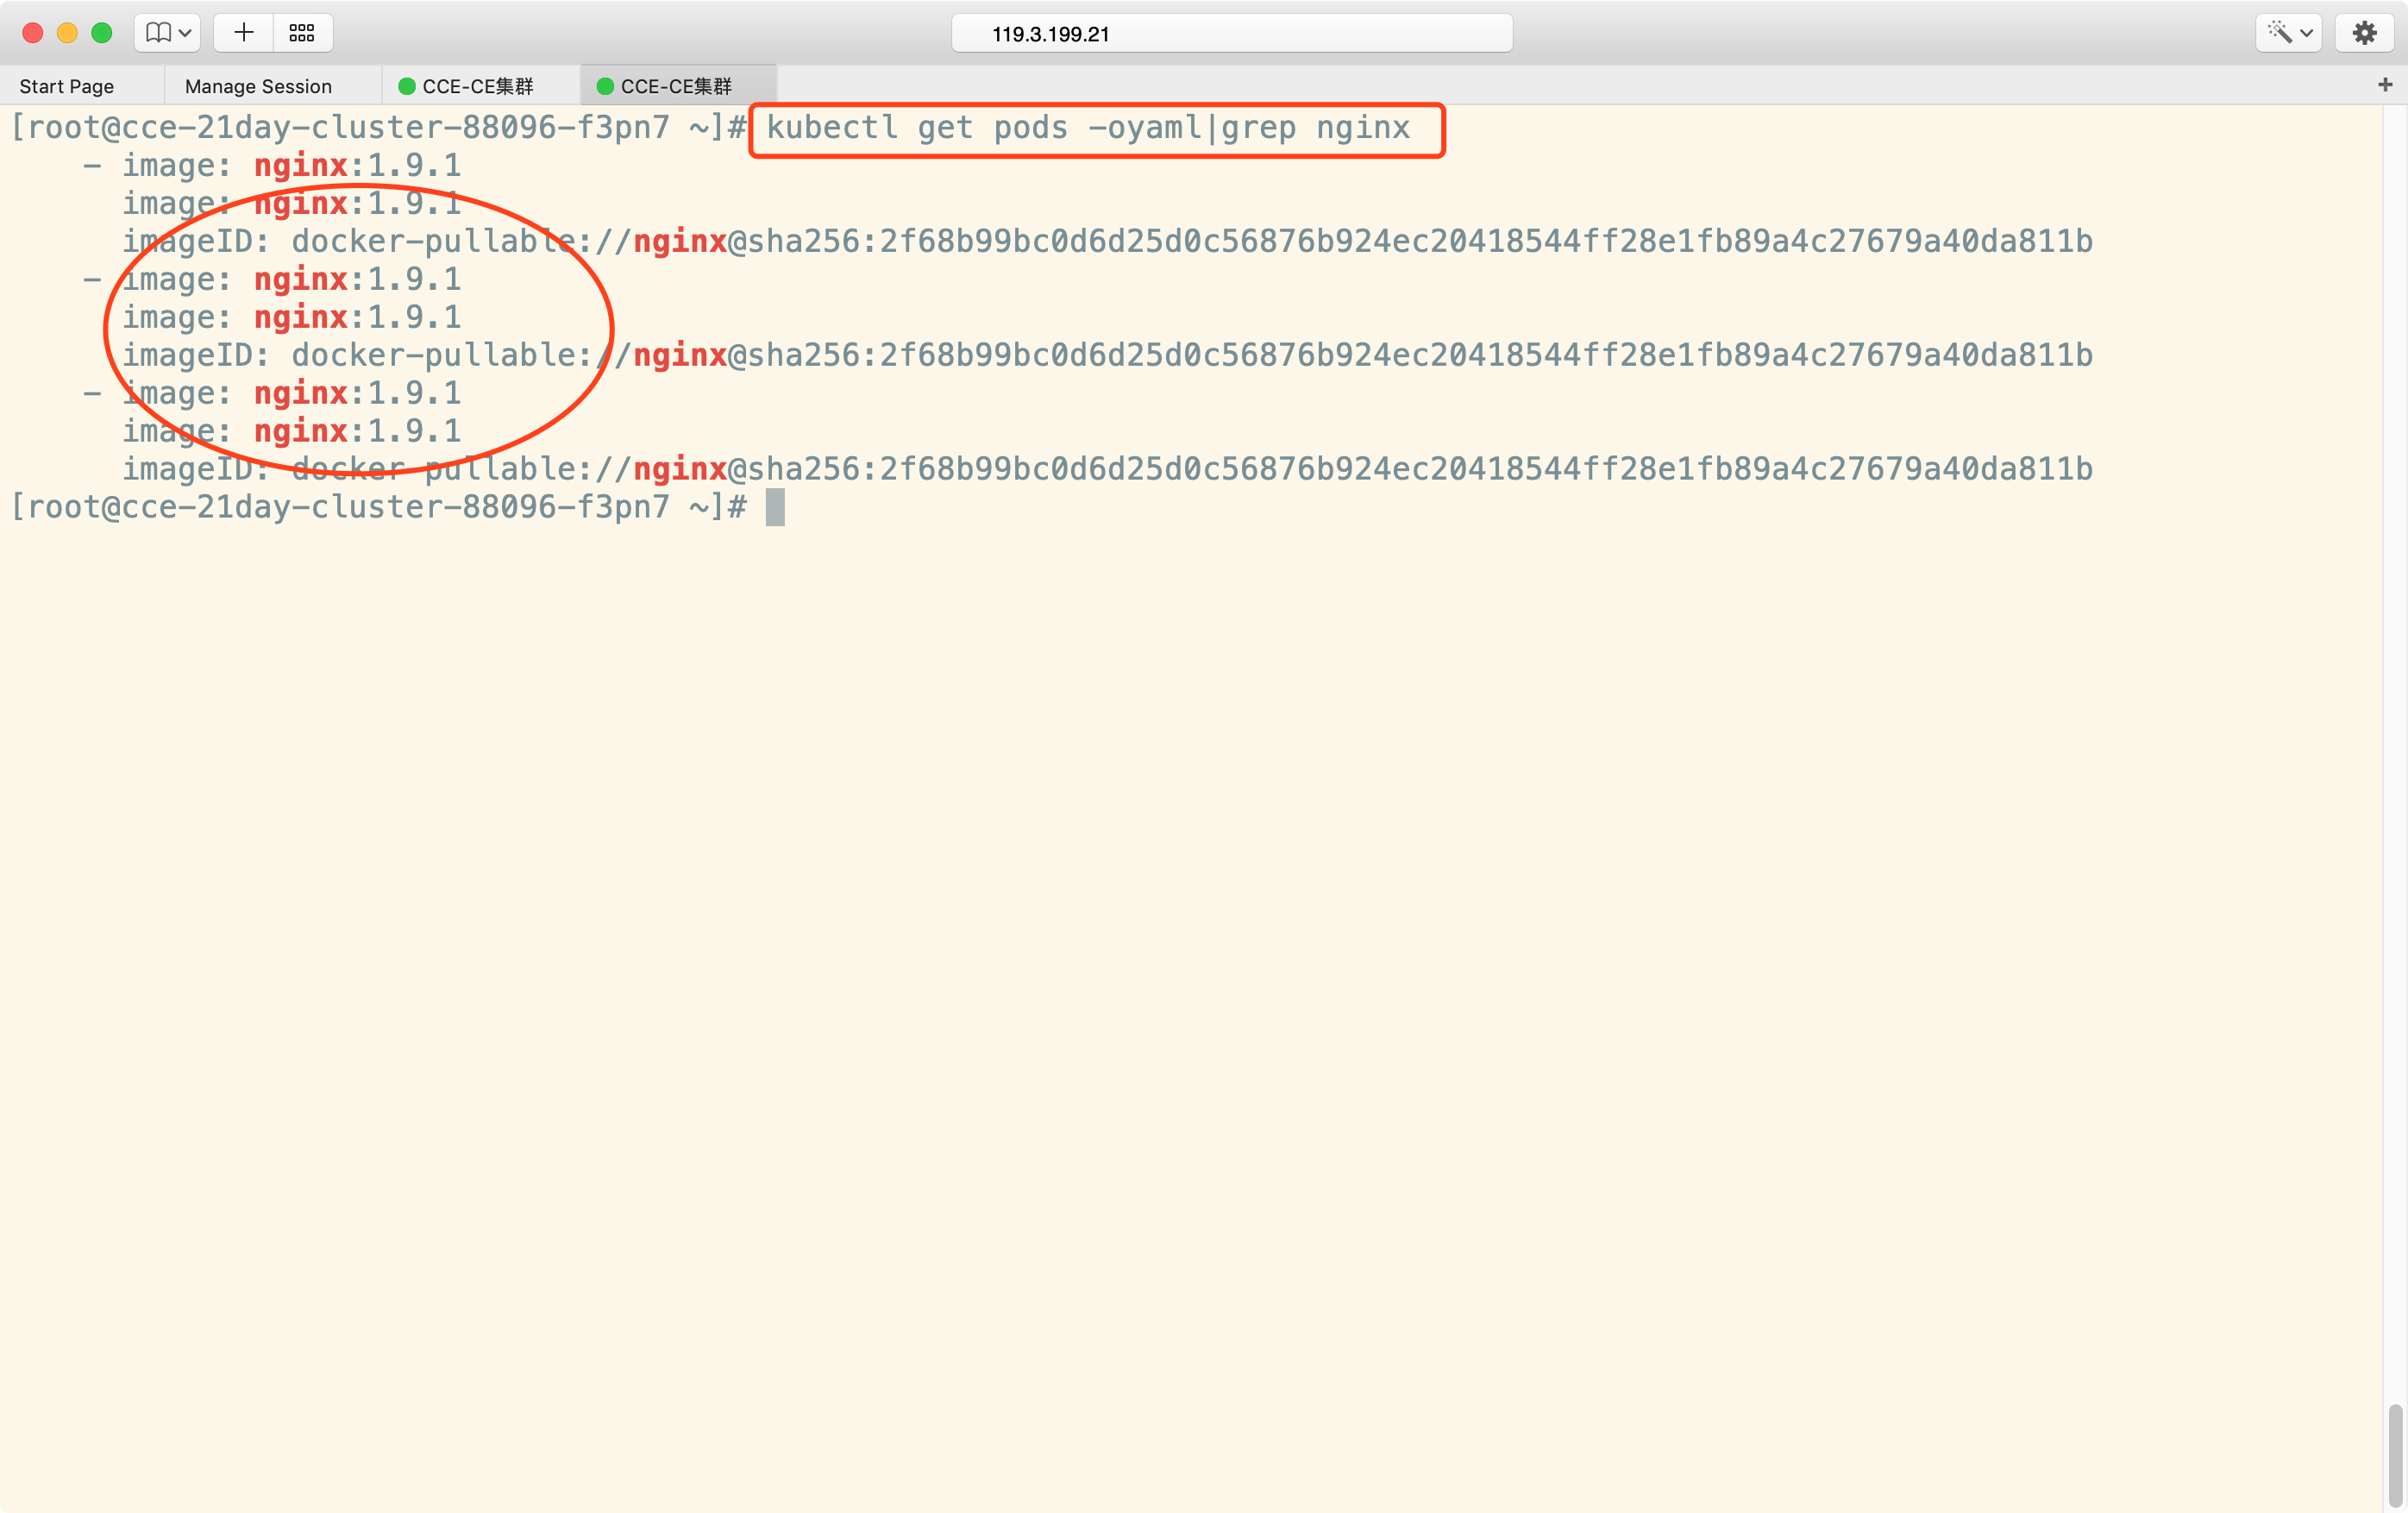 119.3.199.21
Start Page
Manage Session
CCE-CE集群
CCE-CE集群
[root@cce-21day-cluster-88096-f3pn7 ~]# kubectl get pods -oyaml|grep nginx
- image: nginx:1.9.1
image: nginx:1.9.1
imageID: docker-pullable://nginx@sha256:2f68b99bc0d6d25d0c56876b924ec20418544ff28e1fb89a4c27679a40da811b
- image: nginx:1.9.1
image: nginx:1.9.1
imageID: docker-pullable://nginx@sha256:2f68b99bc0d6d25d0c56876b924ec20418544ff28e1fb89a4c27679a40da811b
- image: nginx:1.9.1
image: nginx:1.9.1
imageID: docker-pullable://nginx@sha256:2f68b99bc0d6d25d0c56876b924ec20418544ff28e1fb89a4c27679a40da811b
[root@cce-21day-cluster-88096-f3pn7 ~]#